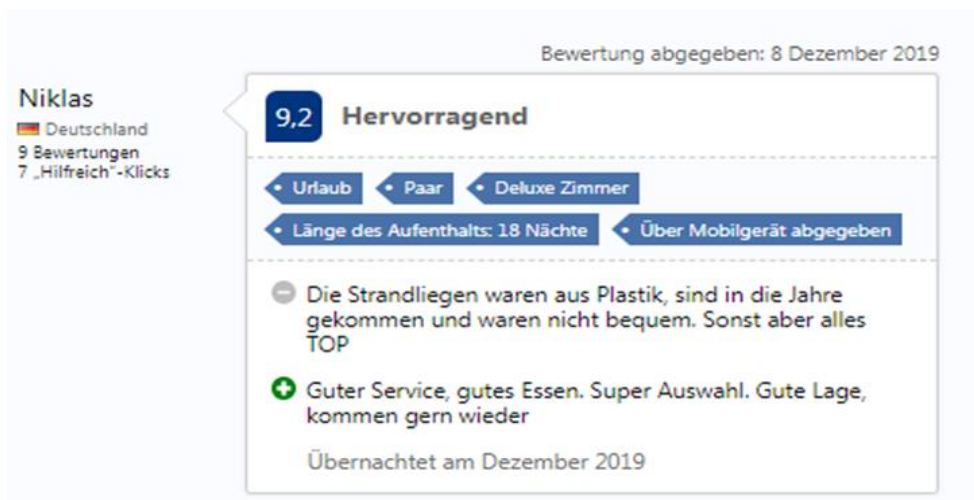 Bewertung abgegeben: 8 Dezember 2019
Niklas
Deutschland
9 Bewertungen
7 „Hilfreich"-Klicks
9,2 Hervorragend
• Urlaub • Paar • Deluxe Zimmer
• Länge des Aufenthalts: 18 Nächte • Über Mobilgerät abgegeben
Die Strandliegen waren aus Plastik, sind in die Jahre
gekommen und waren nicht bequem. Sonst aber alles
TOP
Guter Service, gutes Essen. Super Auswahl. Gute Lage,
kommen gern wieder
Übernachtet am Dezember 2019